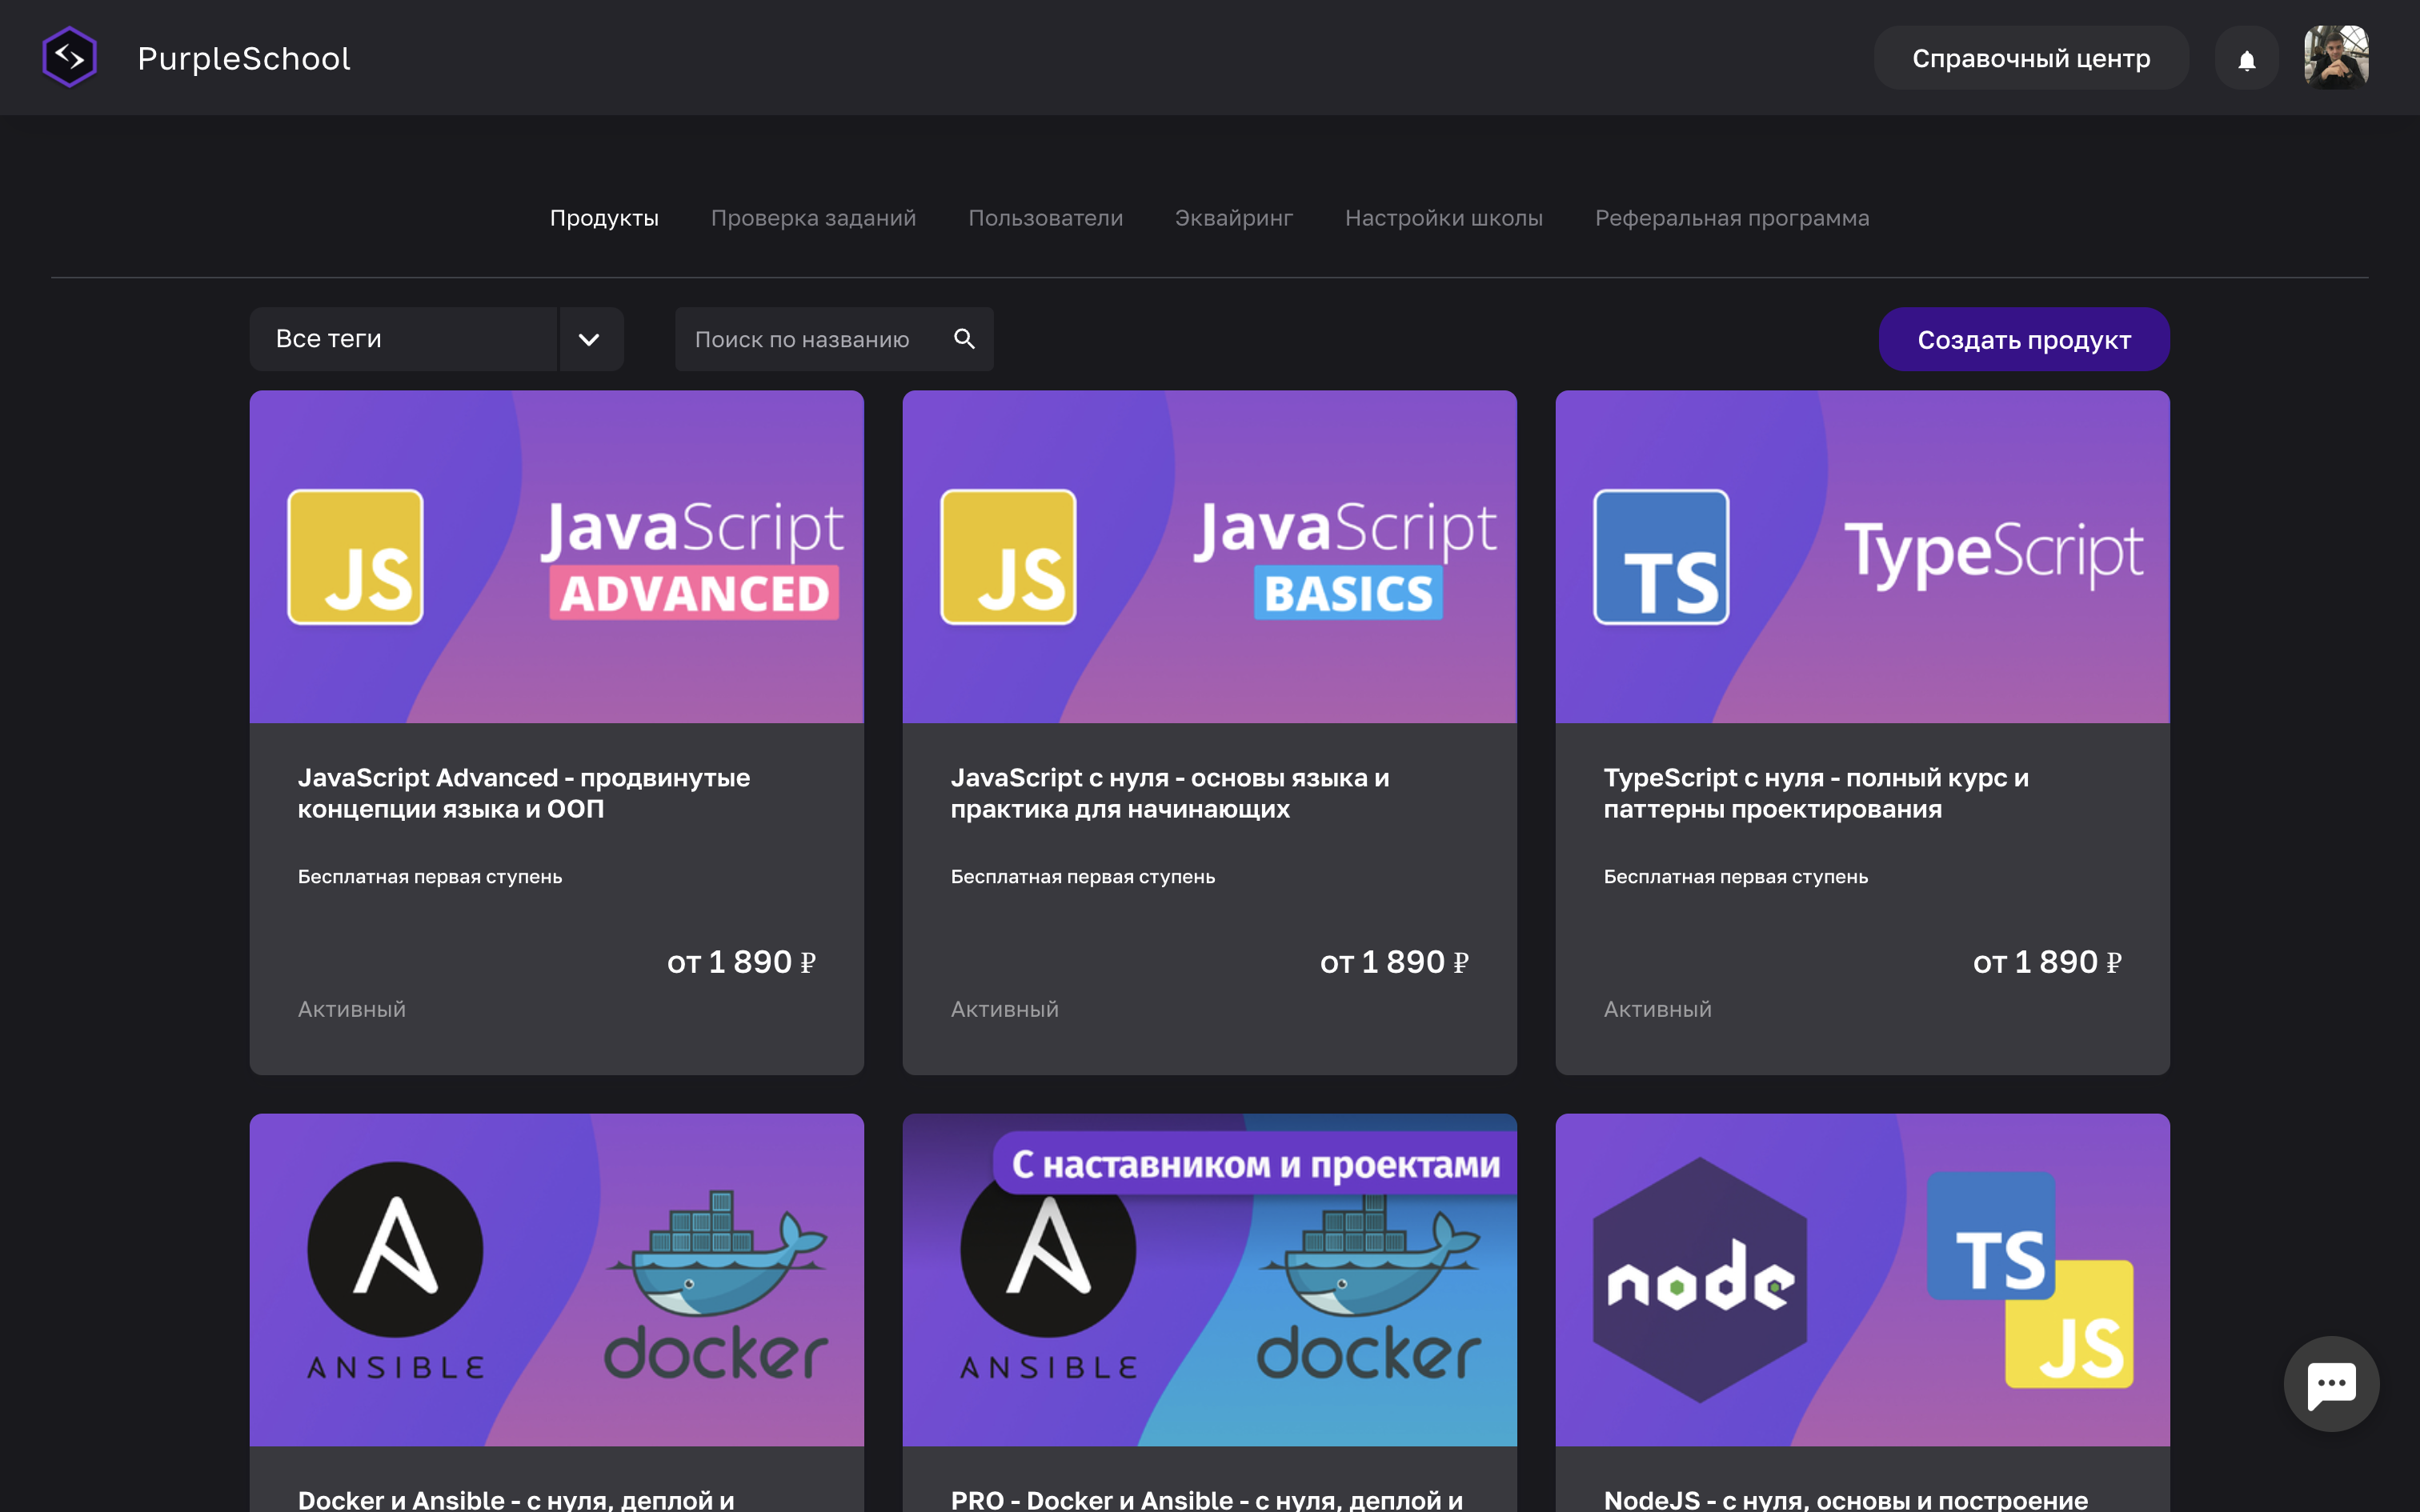 PurpleSchool
Справочный центр
Продукты
Проверка заданий
Пользователи
Эквайринг
Настройки школы
Реферальная программа
Все теги
Поиск по названию
Создать продукт
JS
JavaScript
ADVANCED
JavaScript Advanced - продвинутые
концепции языка и ООП
Бесплатная первая ступень
от 1 890 ₽
Активный
JS
JavaScript
BASICS
JavaScript с нуля - основы языка и
практика для начинающих
Бесплатная первая ступень
от 1 890 ₽
Активный
TS
TypeScript
TypeScript с нуля - полный курс и
паттерны проектирования
Бесплатная первая ступень
от 1 890 ₽
Активный
A
ANSIBLE
docker
Docker и Ansible - с нуля, деплой и
С наставником и проектами
A
ANSIBLE
docker
PRO - Docker и Ansible - с нуля, деплой и
node
TS
JS
NodeJS - с нуля, основы и построение